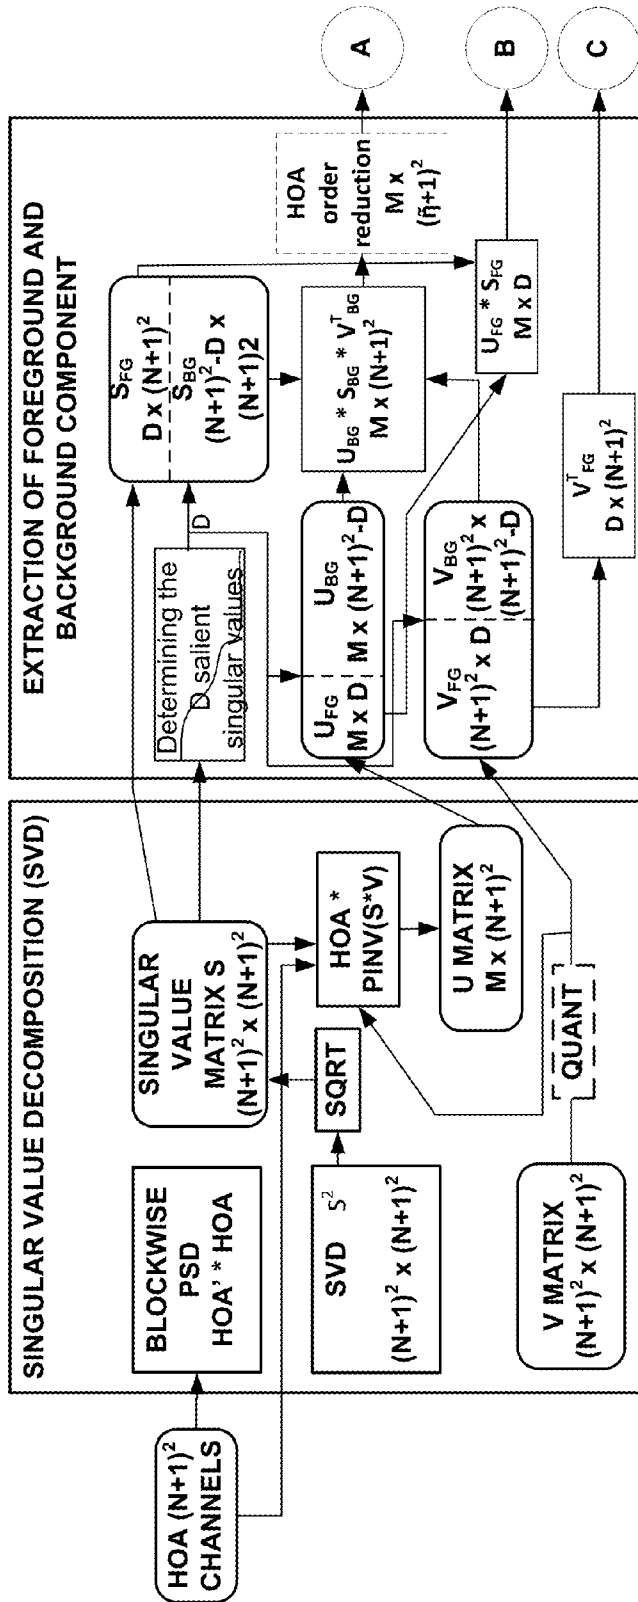 HOA (N+1)²
CHANNELS
SINGULAR VALUE DECOMPOSITION (SVD)
BLOCKWISE
PSD
HOA' * HOA
SINGULAR
VALUE
MATRIX S
(N+1)² x (N+1)²
SVD S²
(N+1)² x (N+1)²
SQRT
HOA *
PINV(S*V)
U MATRIX
M x (N+1)²
V MATRIX
(N+1)² x (N+1)²
QUANT
EXTRACTION OF FOREGROUND AND
BACKGROUND COMPONENT
Determining the
D salient
singular values
D
S_FG
D x (N+1)²
S_BG
(N+1)²-D x
(N+1)2
U_FG
M x D
U_BG
M x (N+1)²-D
V_FG
(N+1)² x D
V_BG
(N+1)² x
(N+1)²-D
U_BG * S_BG * V^T_BG
M x (N+1)²
HOA
order
reduction
M x
(ñ+1)²
U_FG * S_FG
M x D
V^T_FG
D x (N+1)²
A
B
C